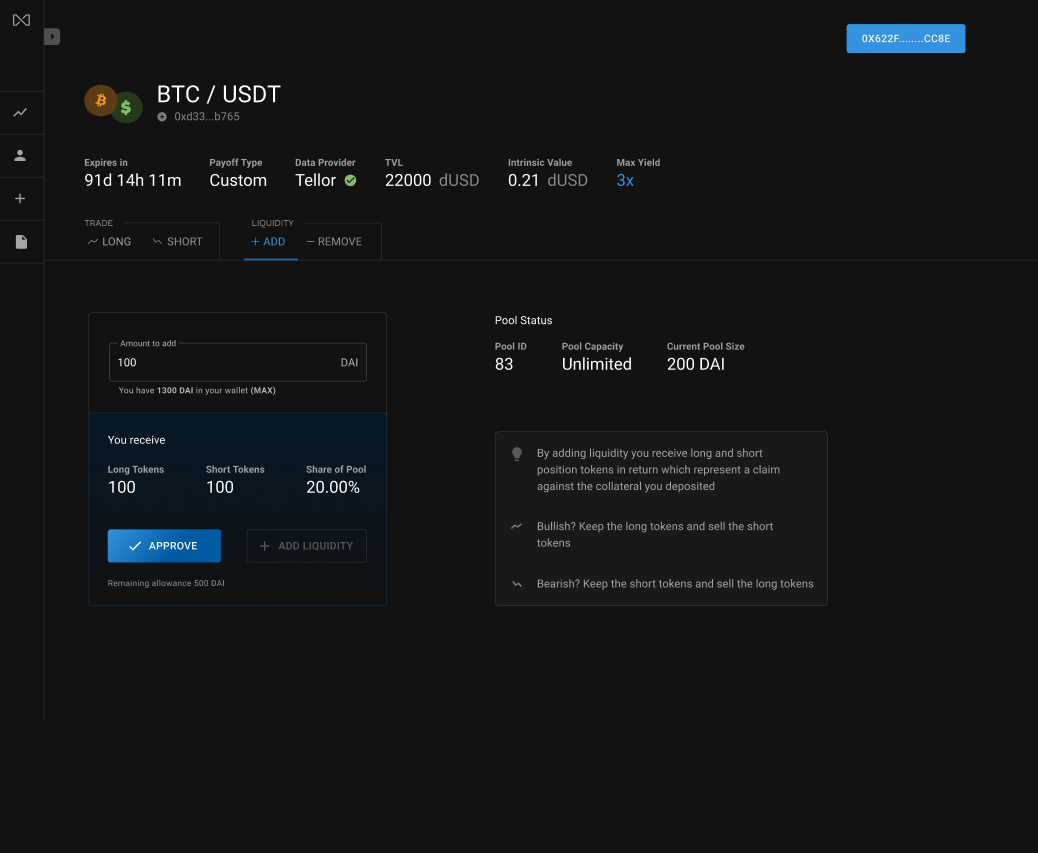 0X622F........CC8E
BTC / USDT
0xd33...b765
Expires in
91d 14h 11m
Payoff Type
Custom
Data Provider
Tellor
TVL
22000 dUSD
Intrinsic Value
0.21 dUSD
Max Yield
3x
TRADE
LONG
SHORT
LIQUIDITY
+ ADD
− REMOVE
Amount to add
100 DAI
You have 1300 DAI in your wallet (MAX)
You receive
Long Tokens
100
Short Tokens
100
Share of Pool
20.00%
APPROVE
+ ADD LIQUIDITY
Remaining allowance 500 DAI
Pool Status
Pool ID
83
Pool Capacity
Unlimited
Current Pool Size
200 DAI
By adding liquidity you receive long and short
position tokens in return which represent a claim
against the collateral you deposited
Bullish? Keep the long tokens and sell the short
tokens
Bearish? Keep the short tokens and sell the long tokens